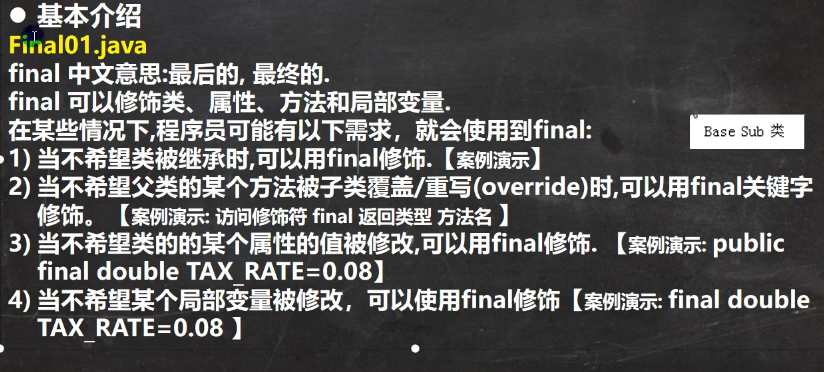 ● 基本介绍
Final01.java
final 中文意思:最后的, 最终的.
final 可以修饰类、属性、方法和局部变量.
在某些情况下,程序员可能有以下需求，就会使用到final:
Base Sub 类
1) 当不希望类被继承时,可以用final修饰.【案例演示】
2) 当不希望父类的某个方法被子类覆盖/重写(override)时,可以用final关键字
修饰。【案例演示: 访问修饰符 final 返回类型 方法名 】
3) 当不希望类的的某个属性的值被修改,可以用final修饰. 【案例演示: public
final double TAX_RATE=0.08】
4) 当不希望某个局部变量被修改，可以使用final修饰【案例演示: final double
TAX_RATE=0.08 】